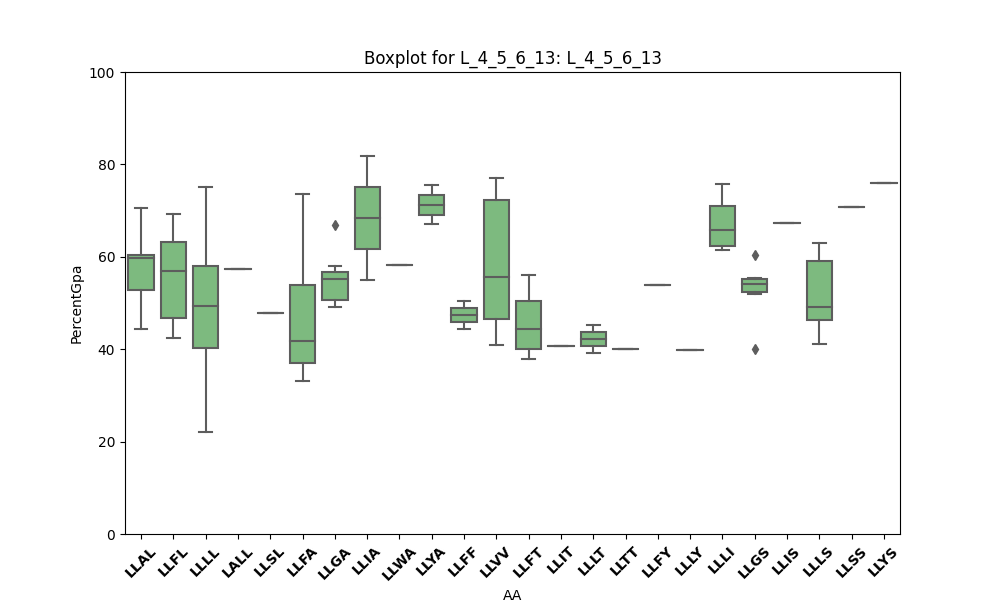 Boxplot for L_4_5_6_13: L_4_5_6_13
100
80
60
40
20
0
PercentGpa
LLAL LLFL LLLL LALL LLSL LLFA LLGA LLIA LLWA LLYA LLFF LLVV LLFT LLIT LLLT LLTT LLFY LLLY LLLI LLGS LLIS LLLS LLSS LLYS
AA